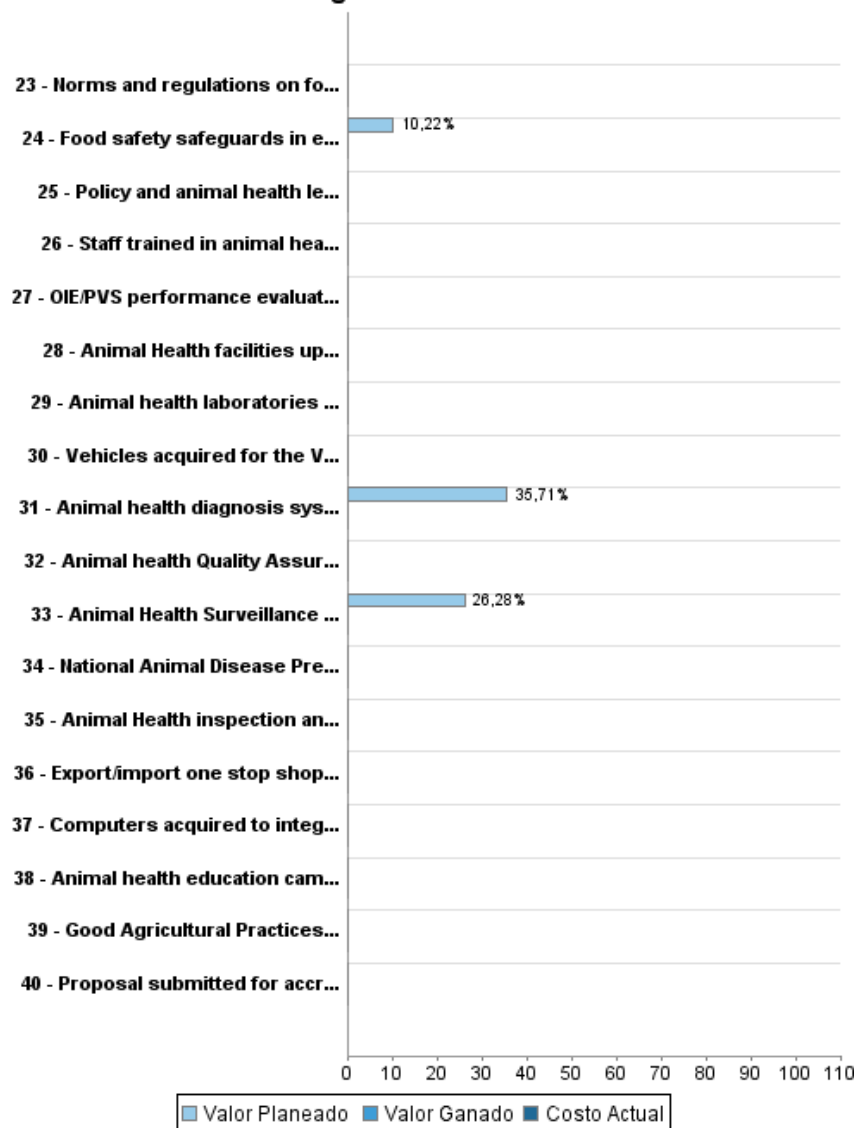 23 - Norms and regulations on fo...
10,22%
24 - Food safety safeguards in e...
25 - Policy and animal health le...
26 - Staff trained in animal hea...
27 - OIE/PVS performance evaluat...
28 - Animal Health facilities up...
29 - Animal health laboratories ...
30 - Vehicles acquired for the V...
35,71%
31 - Animal health diagnosis sys...
32 - Animal health Quality Assur...
26,28%
33 - Animal Health Surveillance ...
34 - National Animal Disease Pre...
35 - Animal Health inspection an...
36 - Export/import one stop shop...
37 - Computers acquired to integ...
38 - Animal health education cam...
39 - Good Agricultural Practices...
40 - Proposal submitted for accr...
0 10 20 30 40 50 60 70 80 90 100 110
Valor Planeado Valor Ganado Costo Actual